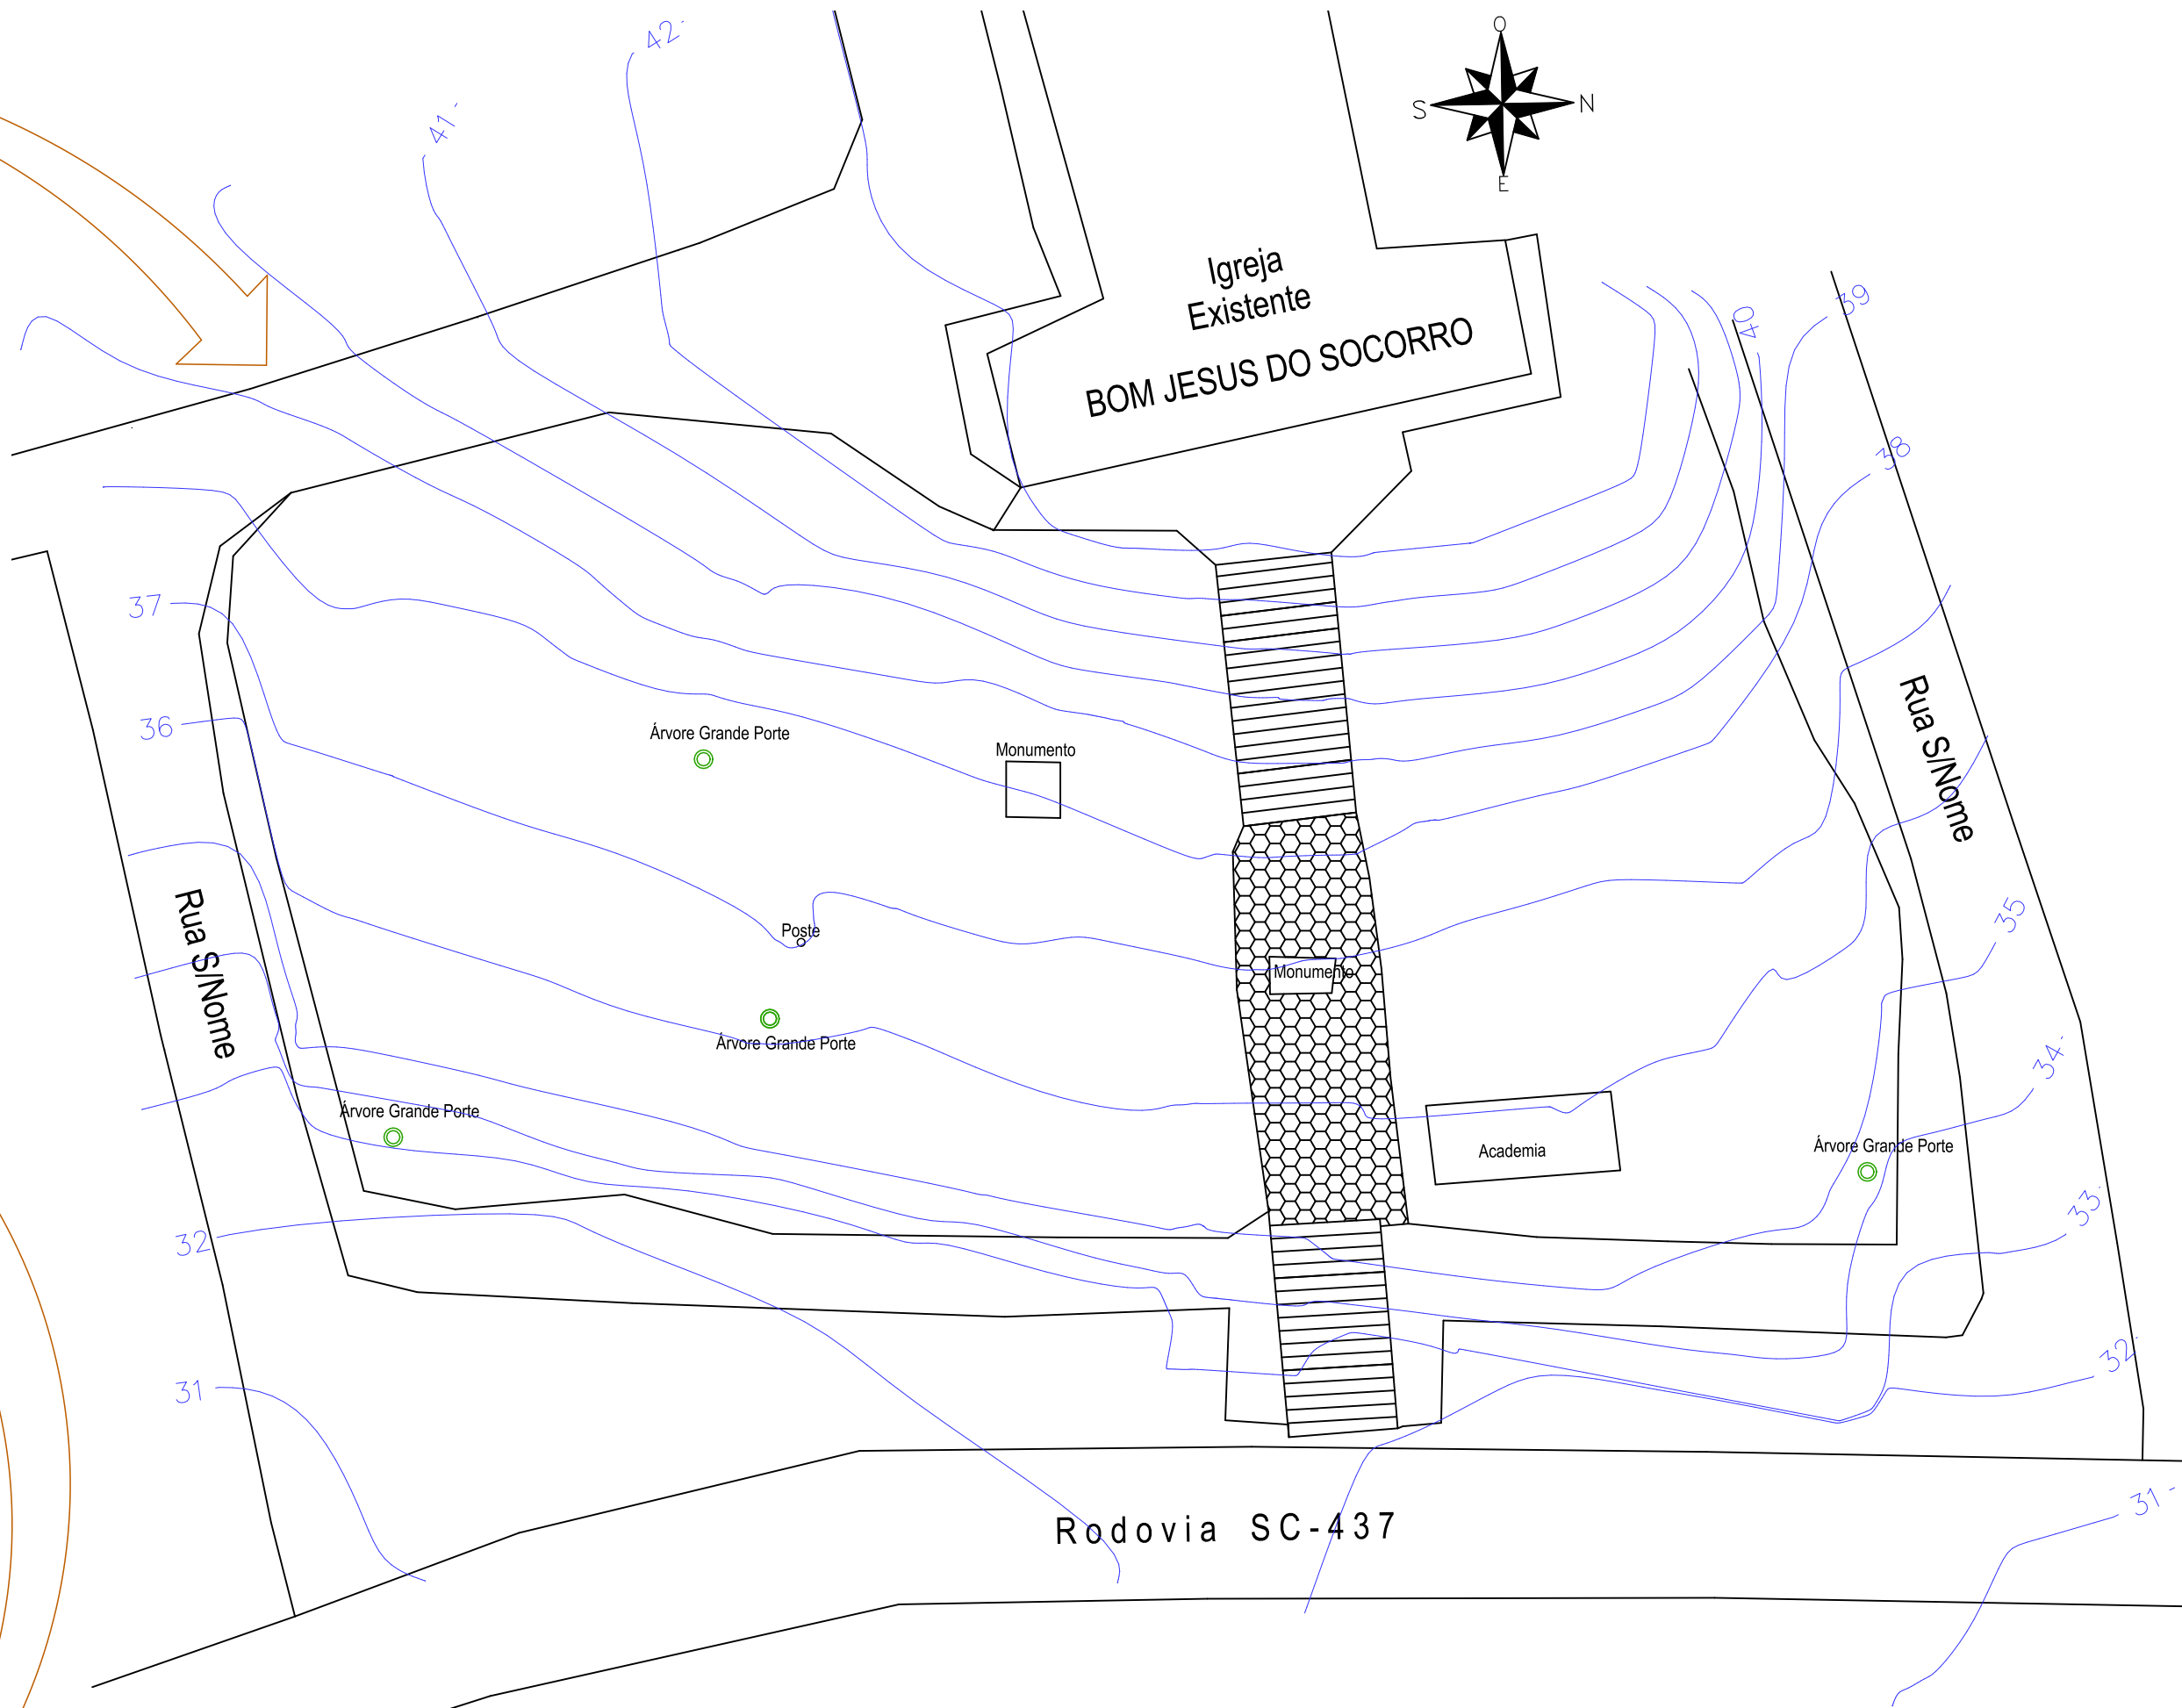 42
O
41
S
N
E
Igreja
Existente
BOM JESUS DO SOCORRO
39
40
38
37
36
Árvore Grande Porte
Monumento
Rua S/Nome
Poste
Monumento
35
Rua S/Nome
Árvore Grande Porte
34
Árvore Grande Porte
Academia
Árvore Grande Porte
33
32
32
31
31
Rodovia SC-437